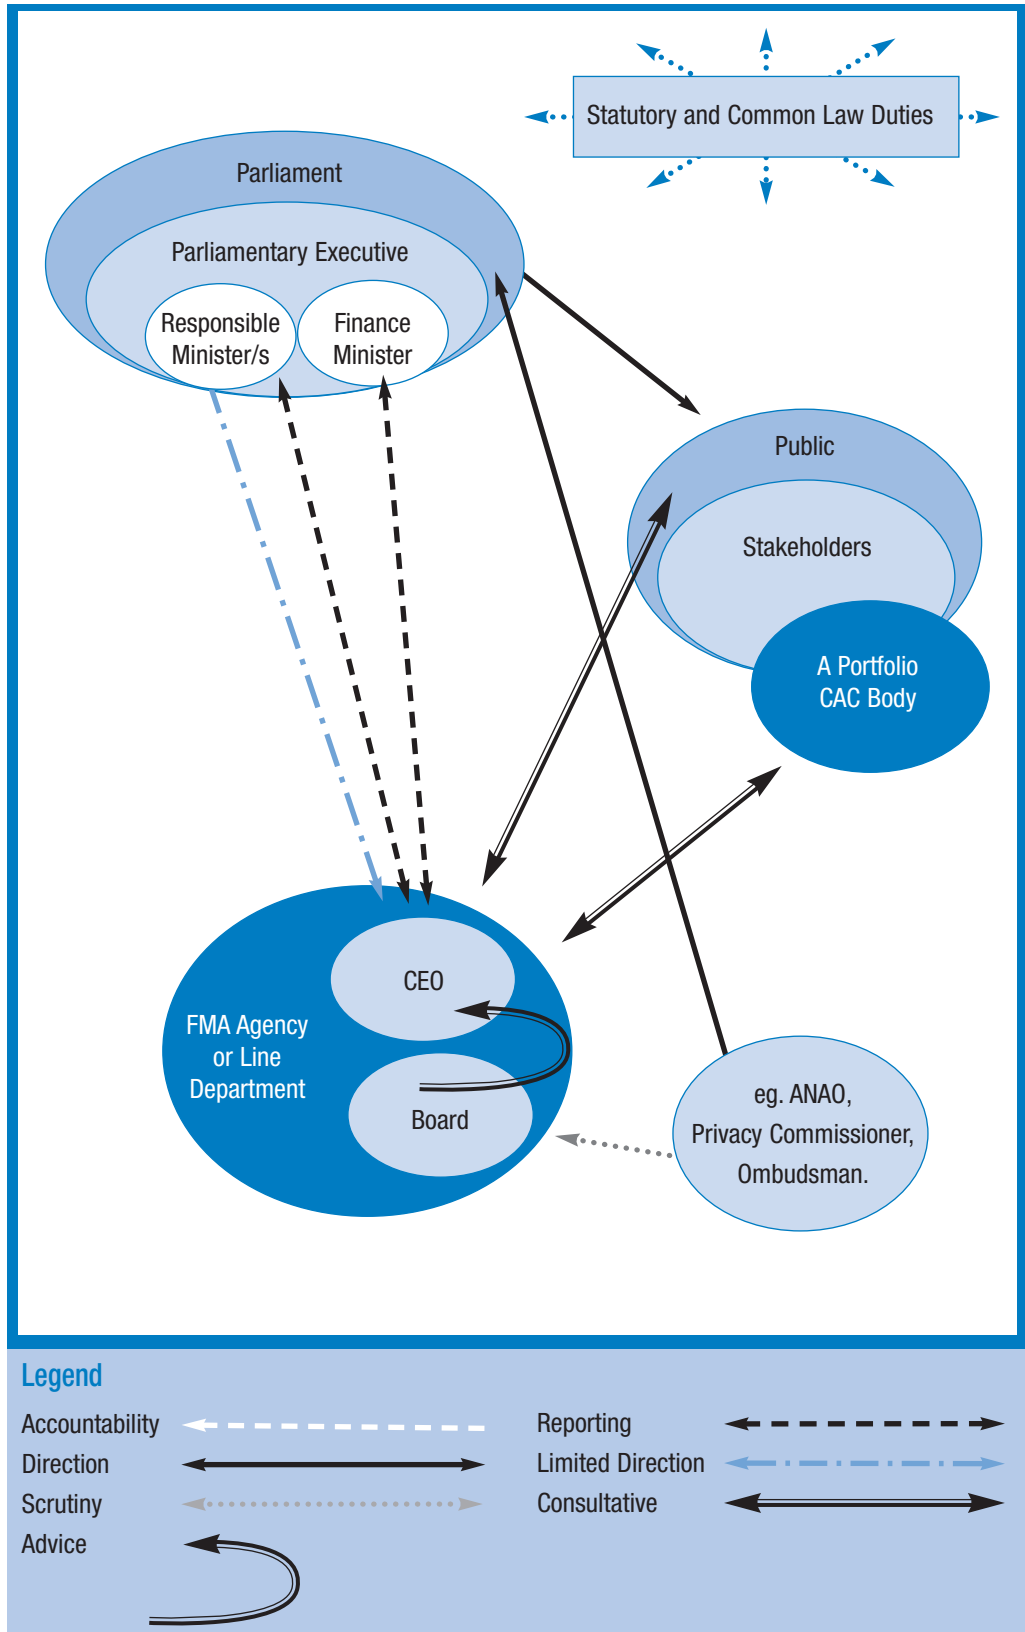 Statutory and Common Law Duties
Parliament
Parliamentary Executive
Responsible
Minister/s
Finance
Minister
Public
Stakeholders
A Portfolio
CAC Body
CEO
FMA Agency
or Line
Department
Board
eg. ANAO,
Privacy Commissioner,
Ombudsman.
Legend
Accountability
Direction
Scrutiny
Advice
Reporting
Limited Direction
Consultative